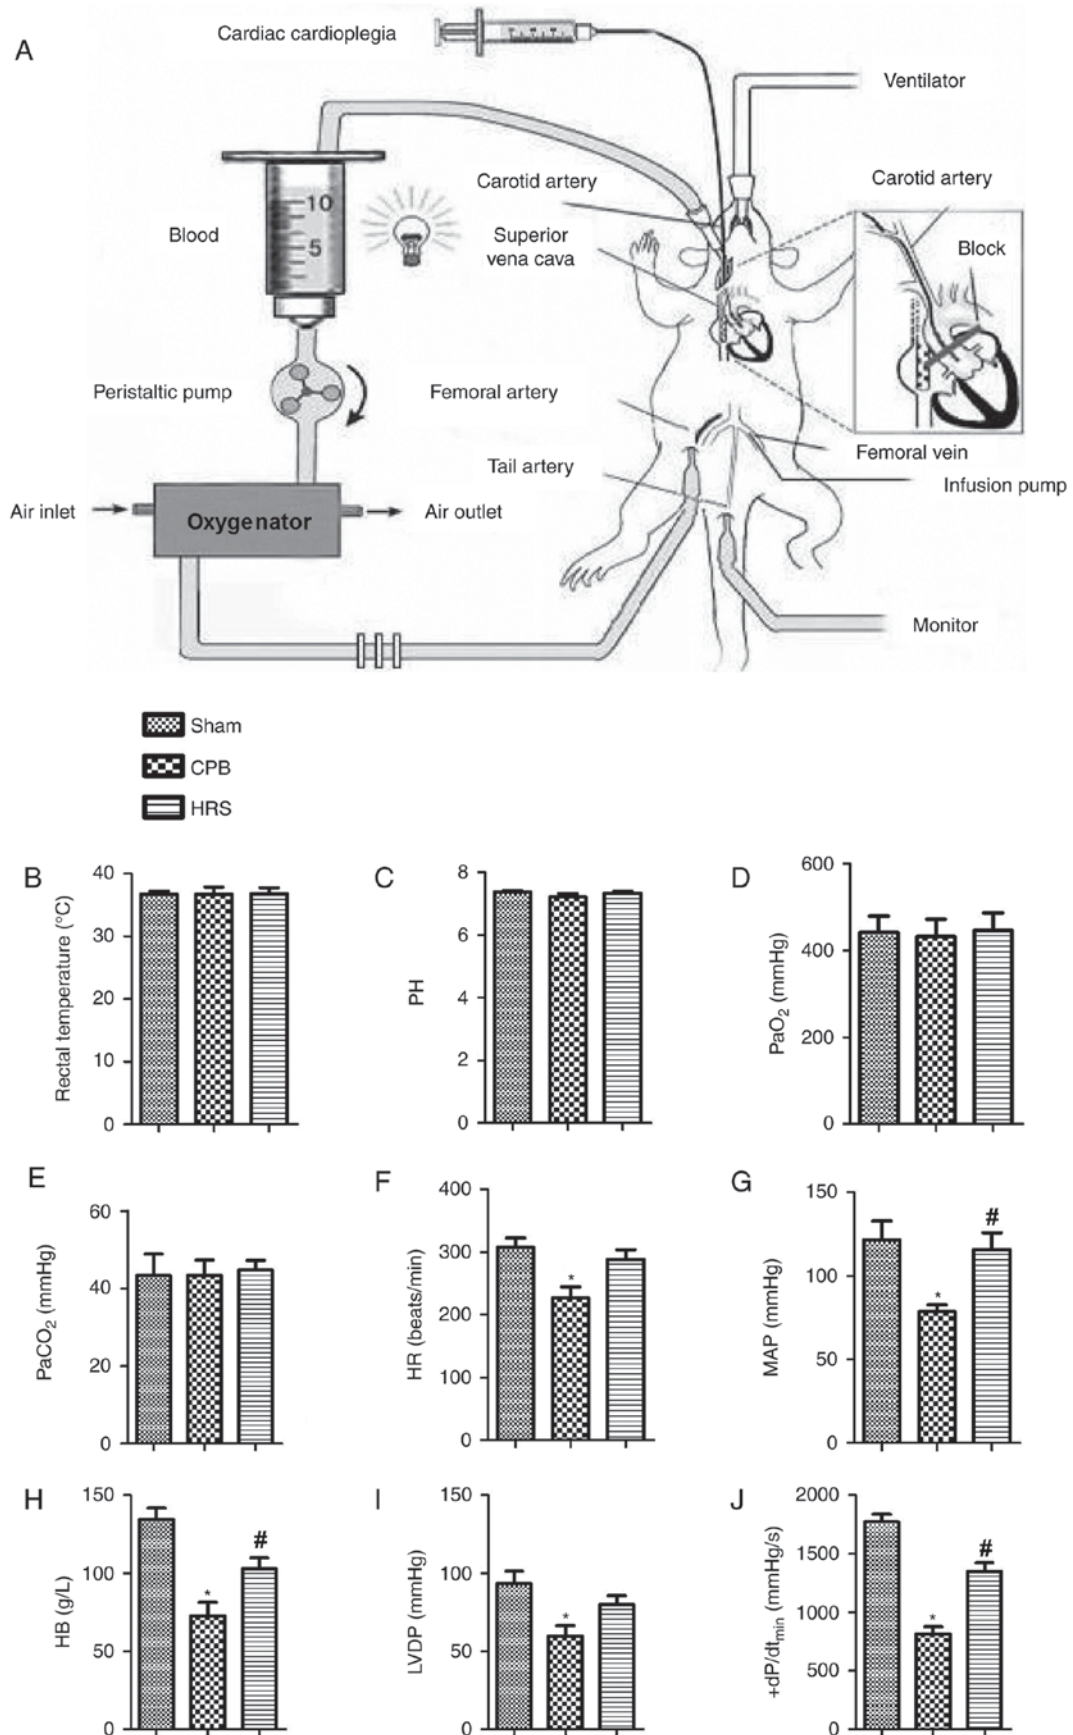 A
Cardiac cardioplegia
Ventilator
Carotid artery
Carotid artery
10
5
Blood
Superior
vena cava
Block
Peristaltic pump
Femoral artery
Femoral vein
Tail artery
Infusion pump
Air inlet
Oxygenator
Air outlet
Monitor
Sham
CPB
HRS
B
Rectal temperature (°C)
40
30
20
10
0
C
PH
8
6
4
2
0
D
PaO2 (mmHg)
600
400
200
0
E
PaCO2 (mmHg)
60
40
20
0
F
HR (beats/min)
400
300
200
100
0
*
G
MAP (mmHg)
150
100
50
0
*
#
H
HB (g/L)
150
100
50
0
*
#
I
LVDP (mmHg)
150
100
50
0
*
J
+dP/dtmin (mmHg/s)
2000
1500
1000
500
0
*
#